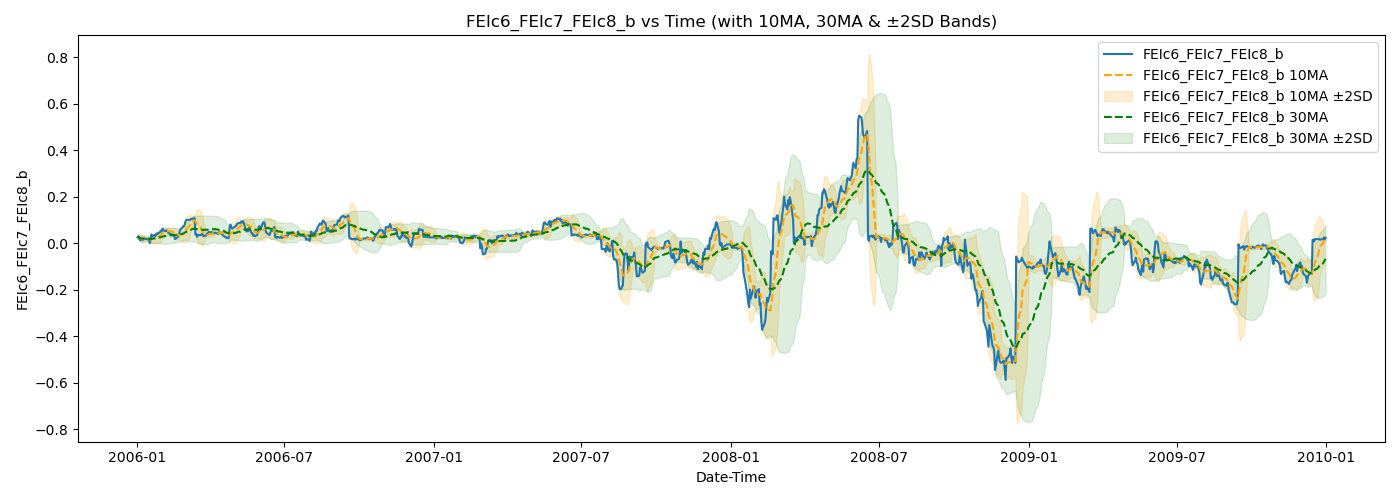 FEIc6_FEIc7_FEIc8_b vs Time (with 10MA, 30MA & ±2SD Bands)
FEIc6_FEIc7_FEIc8_b
FEIc6_FEIc7_FEIc8_b 10MA
FEIc6_FEIc7_FEIc8_b 10MA ±2SD
FEIc6_FEIc7_FEIc8_b 30MA
FEIc6_FEIc7_FEIc8_b 30MA ±2SD
FEIc6_FEIc7_FEIc8_b
0.8
0.6
0.4
0.2
0.0
−0.2
−0.4
−0.6
−0.8
2006-01 2006-07 2007-01 2007-07 2008-01 2008-07 2009-01 2009-07 2010-01
Date-Time